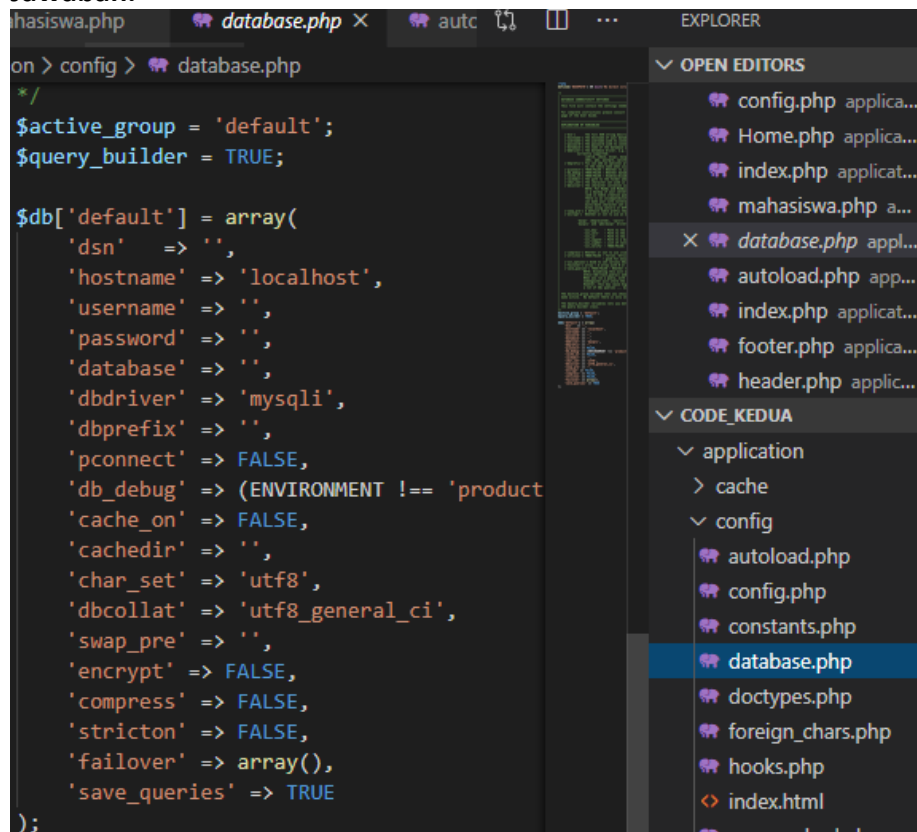 hasiswa.php database.php × auto ...
on > config > database.php
*/
$active_group = 'default';
$query_builder = TRUE;
$db['default'] = array(
'dsn' => '',
'hostname' => 'localhost',
'username' => '',
'password' => '',
'database' => '',
'dbdriver' => 'mysqli',
'dbprefix' => '',
'pconnect' => FALSE,
'db_debug' => (ENVIRONMENT !== 'product
'cache_on' => FALSE,
'cachedir' => '',
'char_set' => 'utf8',
'dbcollat' => 'utf8_general_ci',
'swap_pre' => '',
'encrypt' => FALSE,
'compress' => FALSE,
'stricton' => FALSE,
'failover' => array(),
'save_queries' => TRUE
);
EXPLORER
OPEN EDITORS
config.php applica...
Home.php applica...
index.php applicat...
mahasiswa.php a...
× database.php appl...
autoload.php app...
index.php applicat...
footer.php applica...
header.php applic...
CODE_KEDUA
application
> cache
config
autoload.php
config.php
constants.php
database.php
doctypes.php
foreign_chars.php
hooks.php
<> index.html